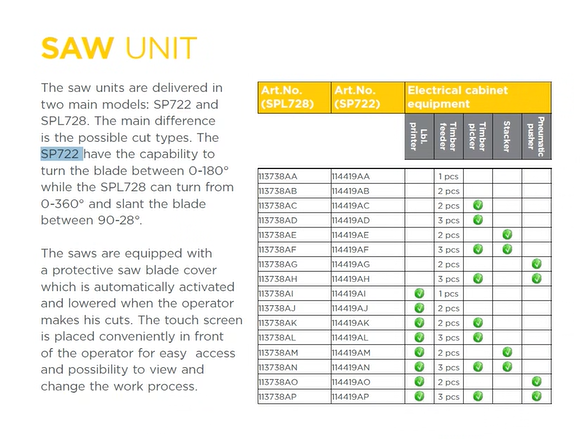 SAW UNIT
The saw units are delivered in
two main models: SP722 and
SPL728. The main difference
is the possible cut types. The
SP722 have the capability to
turn the blade between 0-180°
while the SPL728 can turn from
0-360° and slant the blade
between 90-28°.
The saws are equipped with
a protective saw blade cover
which is automatically activated
and lowered when the operator
makes his cuts. The touch screen
is placed conveniently in front
of the operator for easy access
and possibility to view and
change the work process.
Art.No. (SPL728) Art.No. (SP722) Electrical cabinet equipment
Lbl. printer Timber feeder Timber picker Stacker Pneumatic pusher
113738AA 114419AA 1 pcs
113738AB 114419AB 2 pcs
113738AC 114419AC 2 pcs √
113738AD 114419AD 3 pcs √
113738AE 114419AE 2 pcs √
113738AF 114419AF 3 pcs √ √
113738AG 114419AG 2 pcs √
113738AH 114419AH 3 pcs √ √
113738AI 114419AI √ 1 pcs
113738AJ 114419AJ √ 2 pcs
113738AK 114419AK √ 2 pcs √
113738AL 114419AL √ 3 pcs √
113738AM 114419AM √ 2 pcs √
113738AN 114419AN √ 3 pcs √ √
113738AO 114419AO √ 2 pcs √
113738AP 114419AP √ 3 pcs √ √